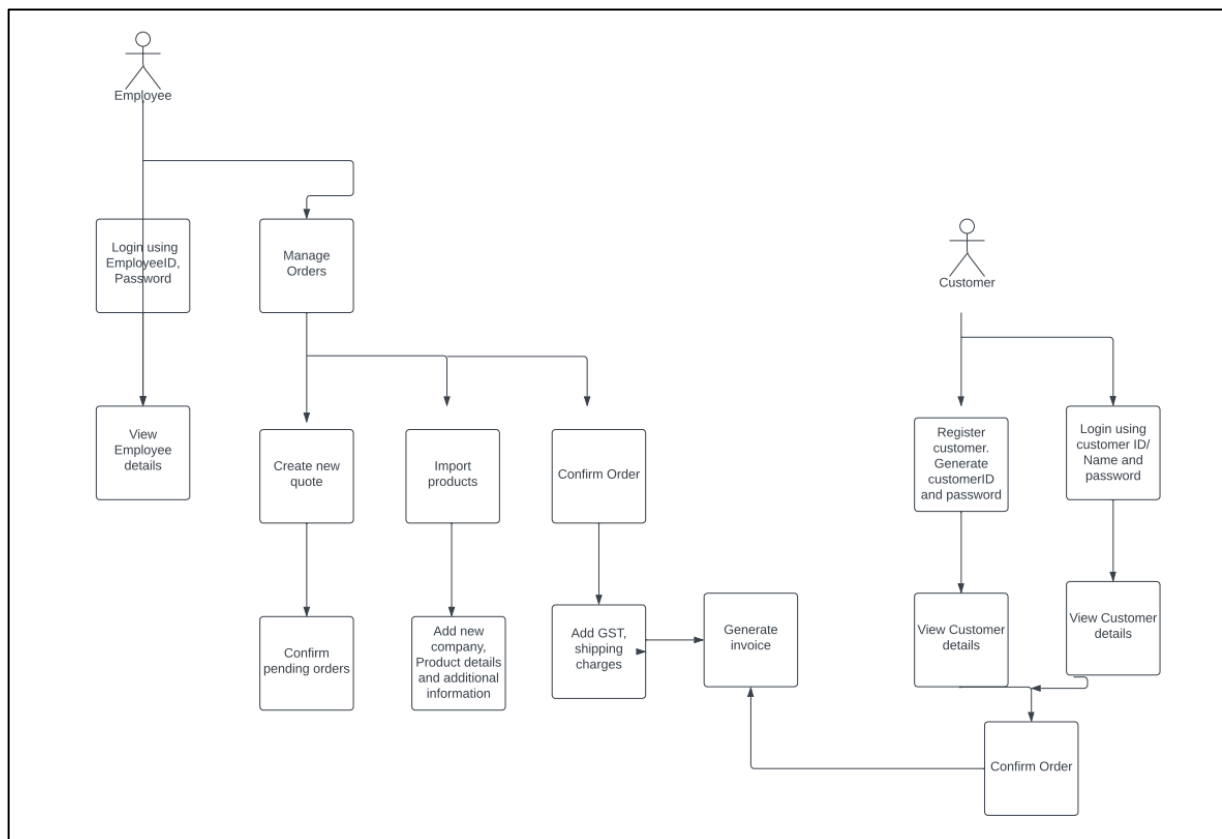 Employee
Login using
EmployeeID,
Password
Manage
Orders
Customer
View
Employee
details
Create new
quote
Import
products
Confirm Order
Register
customer.
Generate
customerID
and password
Login using
customer ID/
Name and
password
Confirm
pending orders
Add new
company,
Product details
and additional
information
Add GST,
shipping
charges
Generate
invoice
View Customer
details
View Customer
details
Confirm Order